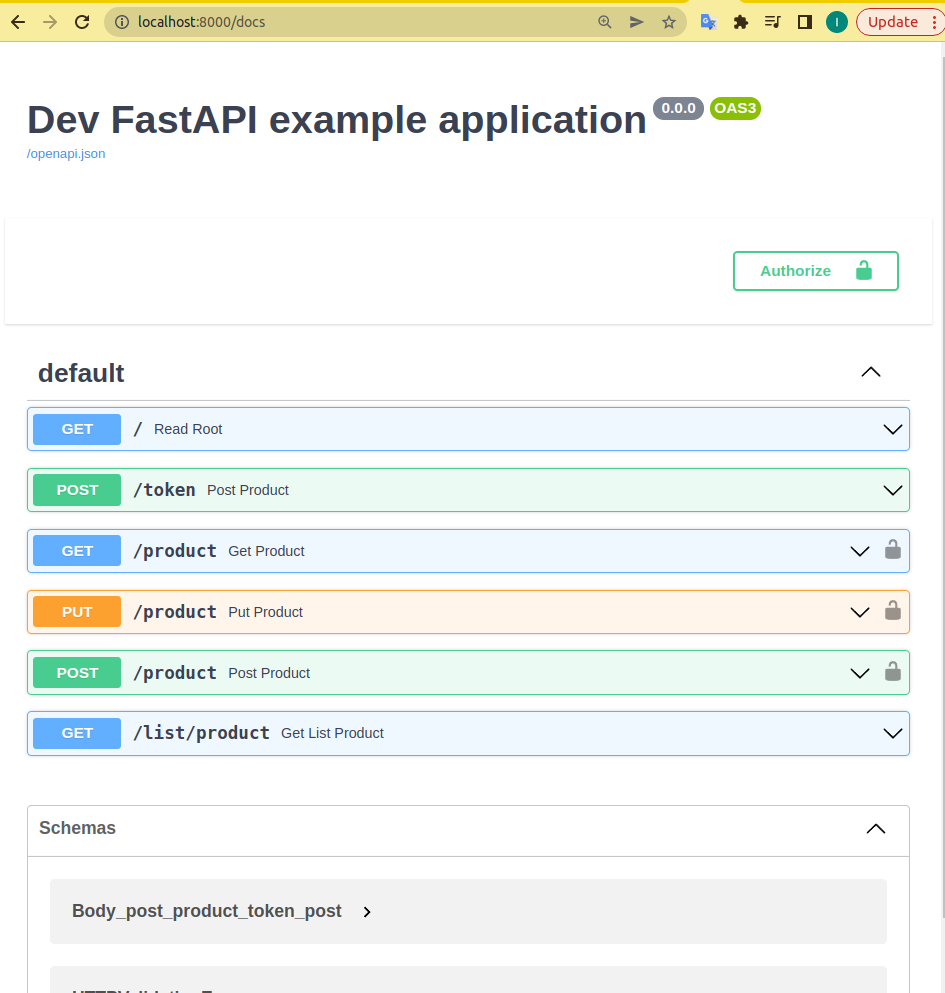 localhost:8000/docs
I
Update
Dev FastAPI example application 0.0.0 OAS3
/openapi.json
Authorize
default
GET / Read Root
POST /token Post Product
GET /product Get Product
PUT /product Put Product
POST /product Post Product
GET /list/product Get List Product
Schemas
Body_post_product_token_post